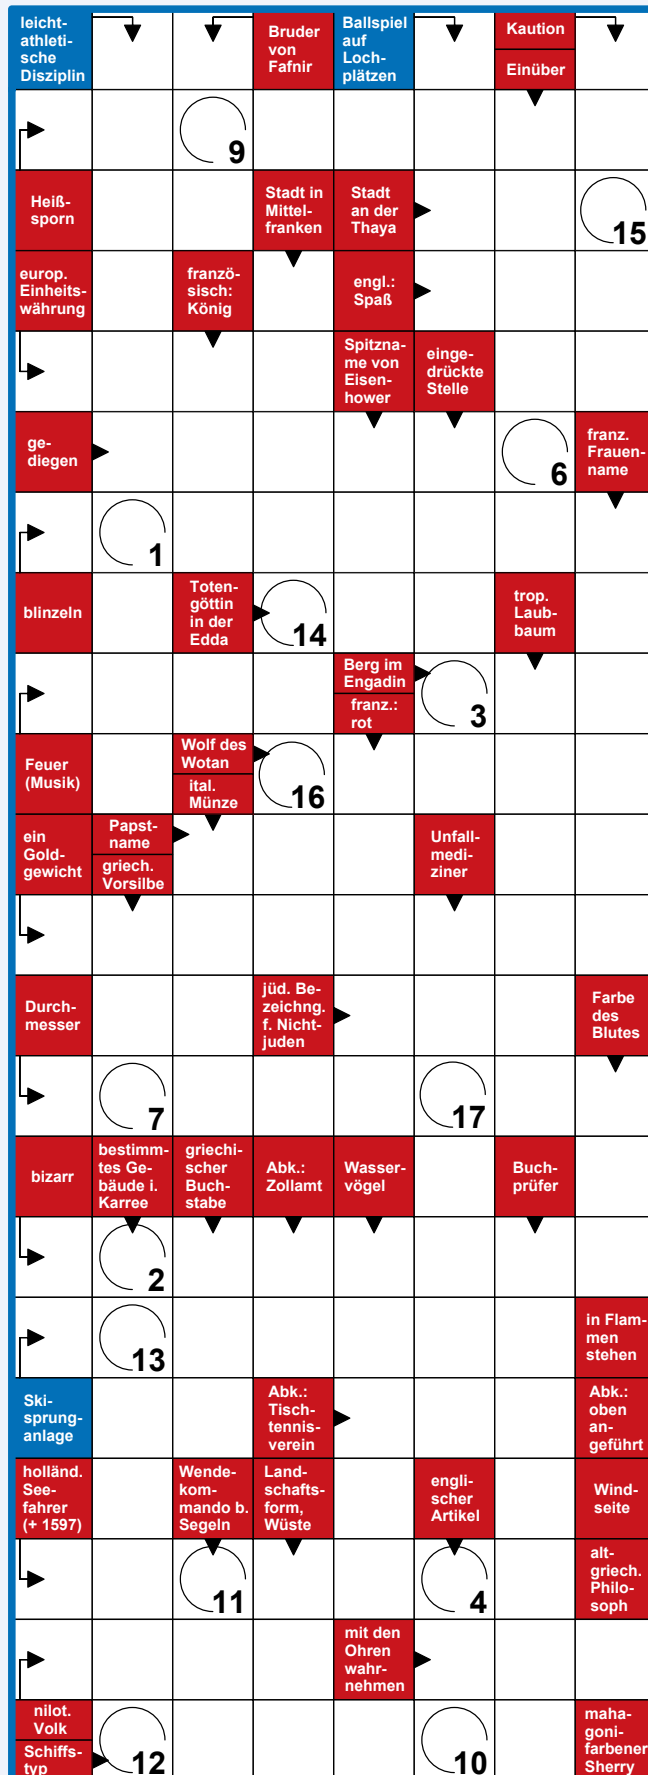 leicht-
athleti-
sche
Disziplin
Bruder
von
Fafnir
Ballspiel
auf
Loch-
plätzen
Kaution
Einüber
9
Heiß-
sporn
Stadt in
Mittel-
franken
Stadt
an der
Thaya
15
europ.
Einheits-
währung
franzö-
sisch:
König
engl.:
Spaß
Spitzna-
me von
Eisen-
hower
einge-
drückte
Stelle
ge-
diegen
6
franz.
Frauen-
name
1
blinzeln
Toten-
göttin
in der
Edda
14
trop.
Laub-
baum
Berg im
Engadin
franz.:
rot
3
Feuer
(Musik)
Wolf des
Wotan
ital.
Münze
16
ein
Gold-
gewicht
Papst-
name
griech.
Vorsilbe
Unfall-
medi-
ziner
Durch-
messer
jüd. Be-
zeichng.
f. Nicht-
juden
Farbe
des
Blutes
7
17
bizarr
bestimm-
tes Ge-
bäude i.
Karree
griechi-
scher
Buch-
stabe
Abk.:
Zollamt
Wasser-
vögel
Buch-
prüfer
2
13
in Flam-
men
stehen
Ski-
sprung-
anlage
Abk.:
Tisch-
tennis-
verein
Abk.:
oben
an-
geführt
holländ.
See-
fahrer
(+ 1597)
Wende-
kom-
mando b.
Segeln
Land-
schafts-
form,
Wüste
engli-
scher
Artikel
Wind-
seite
11
4
alt-
griech.
Philo-
soph
mit den
Ohren
wahr-
nehmen
nilot.
Volk
Schiffs-
typ
12
10
maha-
goni-
farbener
Sherry